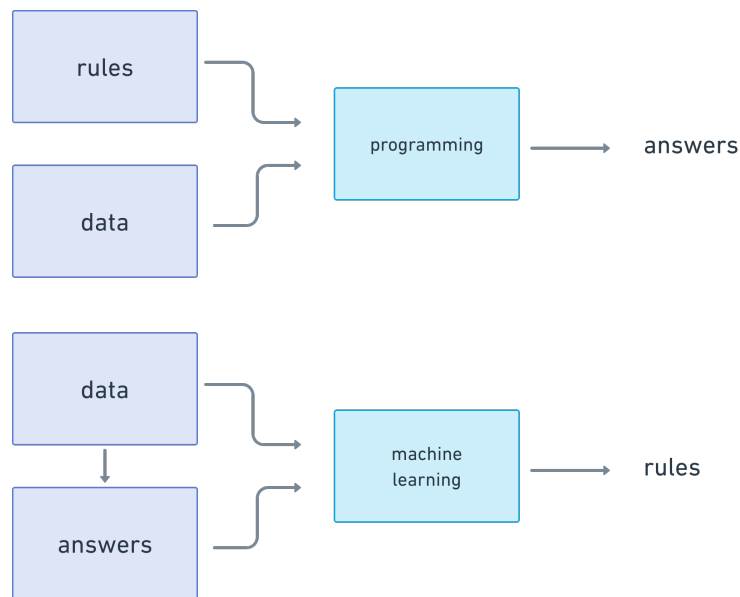 rules
programming
answers
data
data
machine
learning
rules
answers